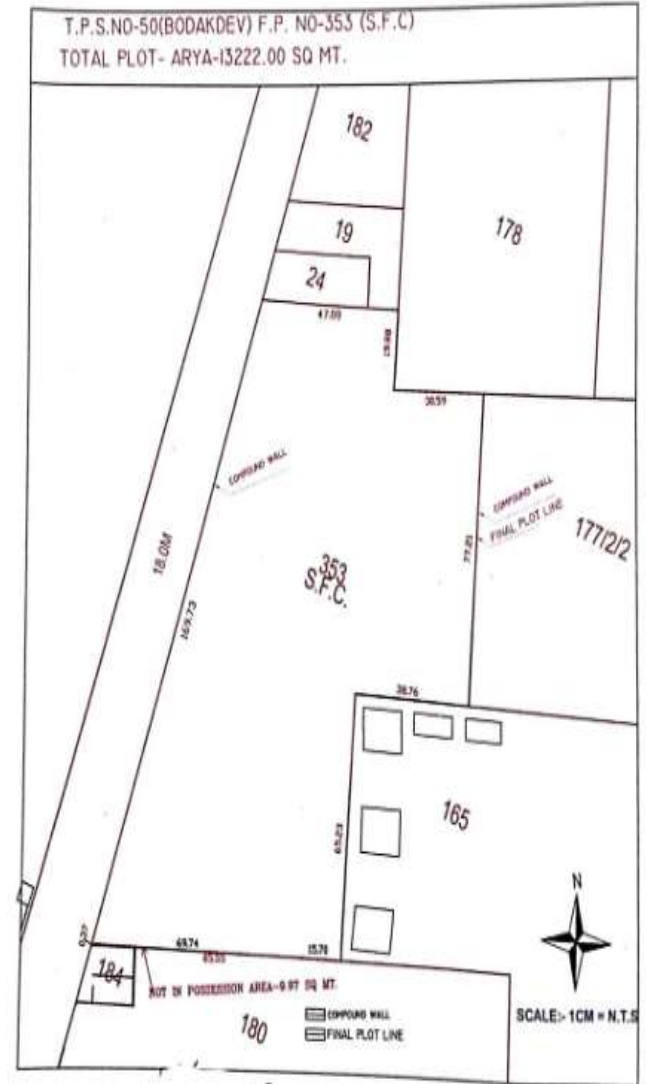 T.P.S.NO-50(BODAKDEV) F.P. NO-353 (S.F.C)
TOTAL PLOT- ARYA-13222.00 SQ MT.
182
19
178
24
47.00
38.59
COMPOUND WALL
COMPOUND WALL
FINAL PLOT LINE
177/2/2
18.0M
353
S.F.C.
77.21
169.73
38.76
165
65.23
N
69.74
15.70
184
NOT IN POSSESSION AREA-9.97 SQ MT.
180
COMPOUND WALL
FINAL PLOT LINE
SCALE:- 1CM = N.T.S